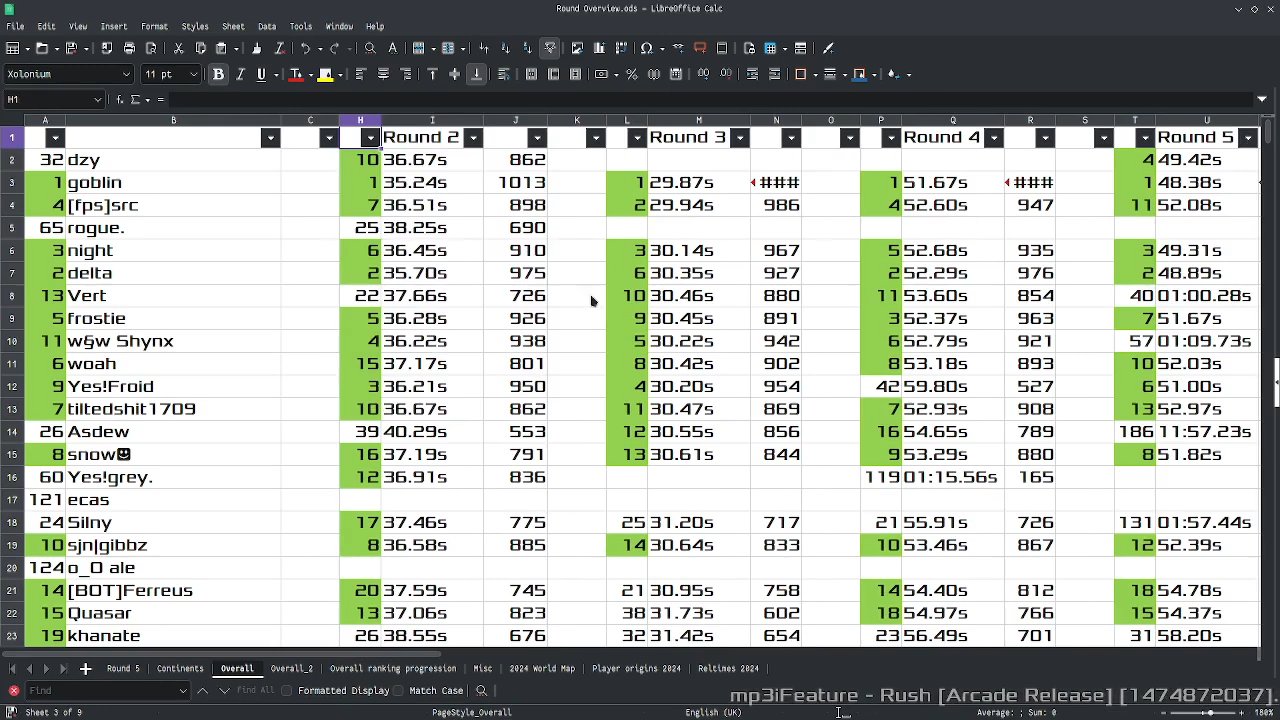 Round Overview.ods — LibreOffice Calc
File Edit View Insert Format Styles Sheet Data Tools Window Help
Xolonium 11 pt
H1
A B C H I J K L M N O P Q R S T U
1 Round 2 Round 3 Round 4 Round 5
2 32 dzy 10 36.67s 862 4 49.42s
3 1 goblin 1 35.24s 1013 1 29.87s ### 1 51.67s ### 1 48.38s
4 4 [fps]src 7 36.51s 898 2 29.94s 986 4 52.60s 947 11 52.08s
5 65 rogue. 25 38.25s 690
6 3 night 6 36.45s 910 3 30.14s 967 5 52.68s 935 3 49.31s
7 2 delta 2 35.70s 975 6 30.35s 927 2 52.29s 976 2 48.89s
8 13 Vert 22 37.66s 726 10 30.46s 880 11 53.60s 854 40 01:00.28s
9 5 frostie 5 36.28s 926 9 30.45s 891 3 52.37s 963 7 51.67s
10 11 w§w Shynx 4 36.22s 938 5 30.22s 942 6 52.79s 921 57 01:09.73s
11 6 woah 15 37.17s 801 8 30.42s 902 8 53.18s 893 10 52.03s
12 9 Yes!Froid 3 36.21s 950 4 30.20s 954 42 59.80s 527 6 51.00s
13 7 tiltedshit1709 10 36.67s 862 11 30.47s 869 7 52.93s 908 13 52.97s
14 26 Asdew 39 40.29s 553 12 30.55s 856 16 54.65s 789 186 11:57.23s
15 8 snow☻ 16 37.19s 791 13 30.61s 844 9 53.29s 880 8 51.82s
16 60 Yes!grey. 12 36.91s 836 119 01:15.56s 165
17 121 ecas
18 24 Silny 17 37.46s 775 25 31.20s 717 21 55.91s 726 131 01:57.44s
19 10 sjn|gibbz 8 36.58s 885 14 30.64s 833 10 53.46s 867 12 52.39s
20 124 o_O ale
21 14 [BOT]Ferreus 20 37.59s 745 21 30.95s 758 14 54.40s 812 18 54.78s
22 15 Quasar 13 37.06s 823 38 31.73s 602 18 54.97s 766 15 54.37s
23 19 khanate 26 38.55s 676 32 31.42s 654 23 56.49s 701 31 58.20s
Round 5 Continents Overall Overall_2 Overall ranking progression Misc 2024 World Map Player origins 2024 Reltimes 2024
Find Find All Formatted Display Match Case
mp3iFeature - Rush [Arcade Release] [1474872037].
Sheet 3 of 9 PageStyle_Overall English (UK) Average: ; Sum: 0 180%